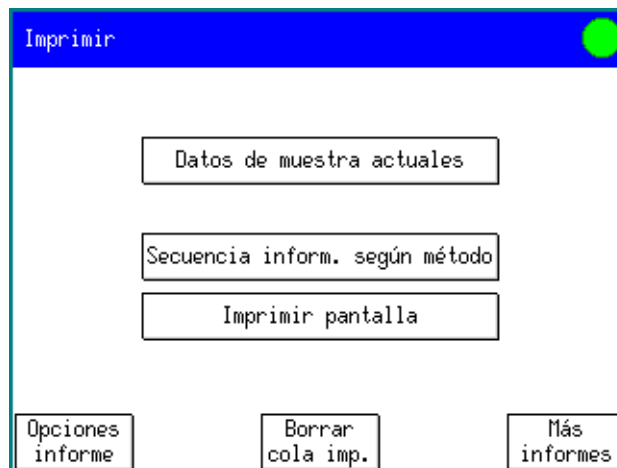 Imprimir
Datos de muestra actuales
Secuencia inform. según método
Imprimir pantalla
Opciones
informe
Borrar
cola imp.
Más
informes